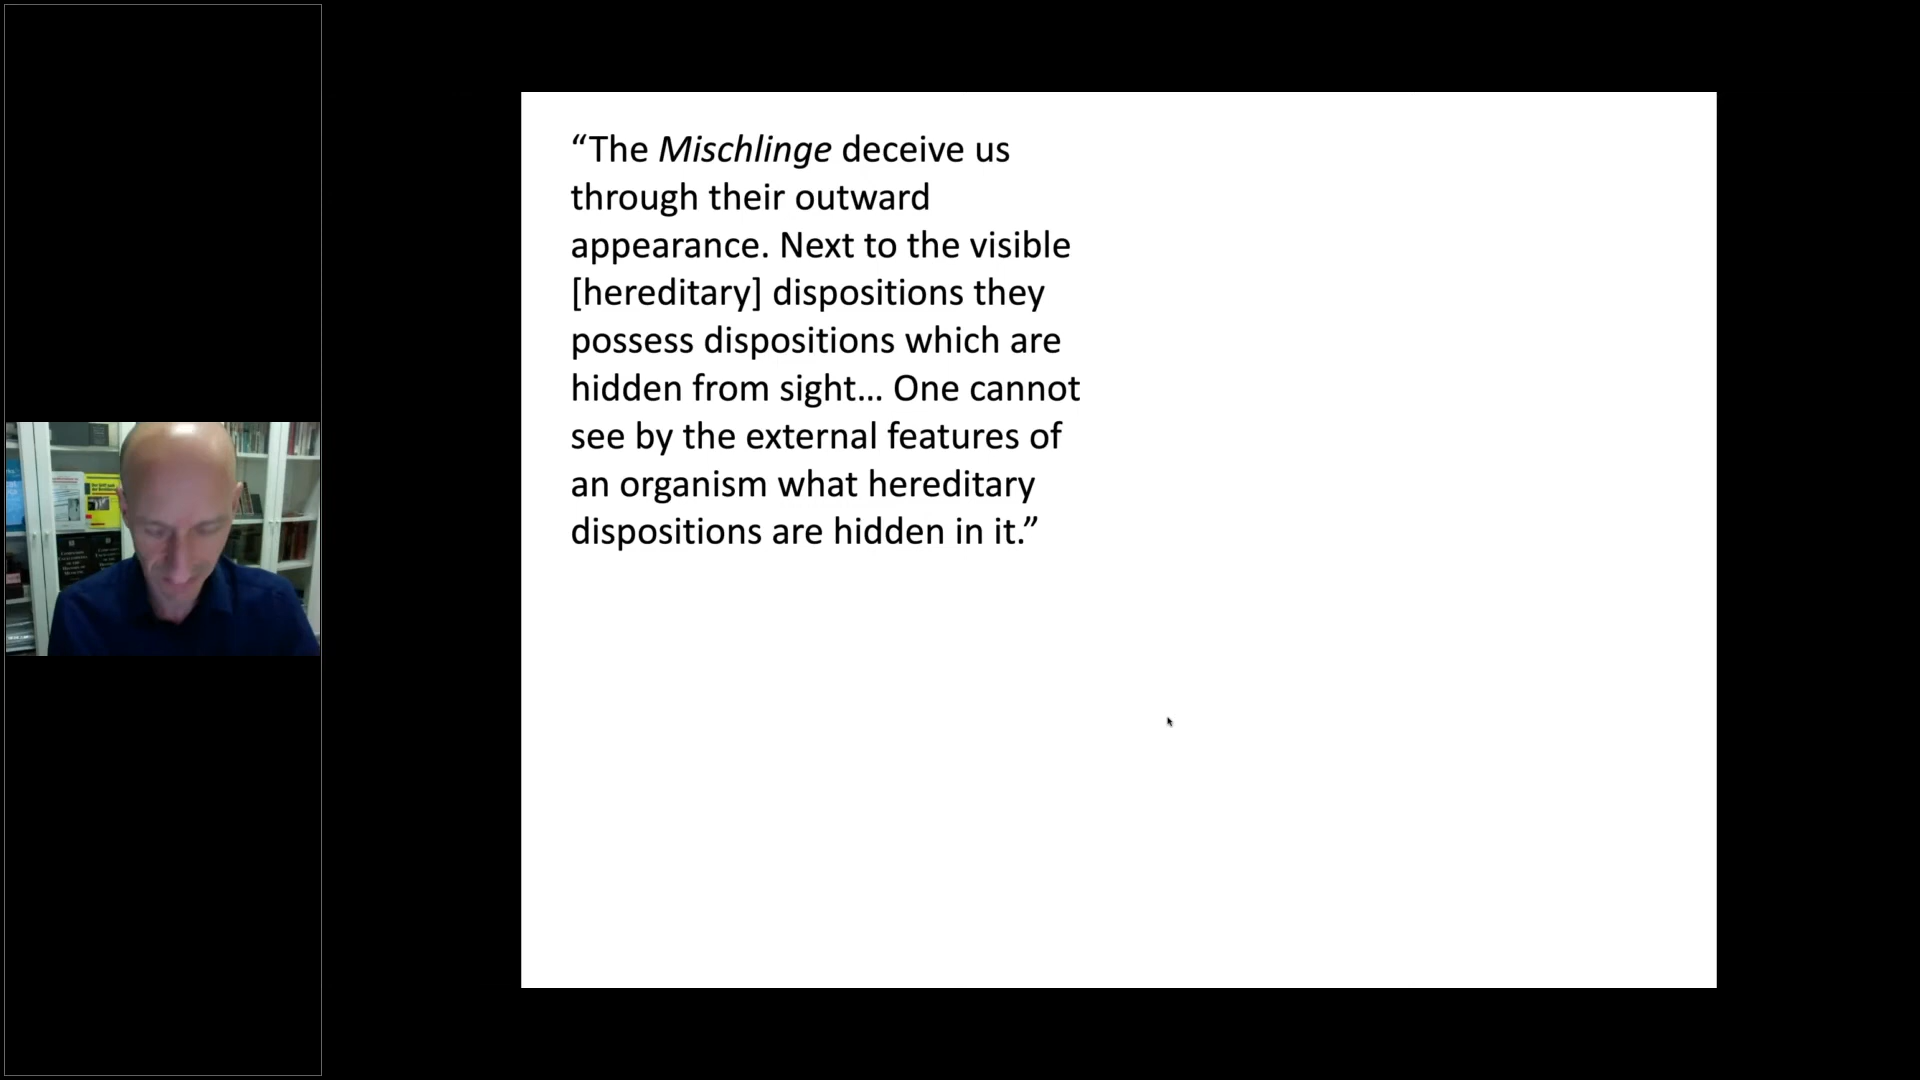 “The Mischlinge deceive us
through their outward
appearance. Next to the visible
[hereditary] dispositions they
possess dispositions which are
hidden from sight… One cannot
see by the external features of
an organism what hereditary
dispositions are hidden in it.”